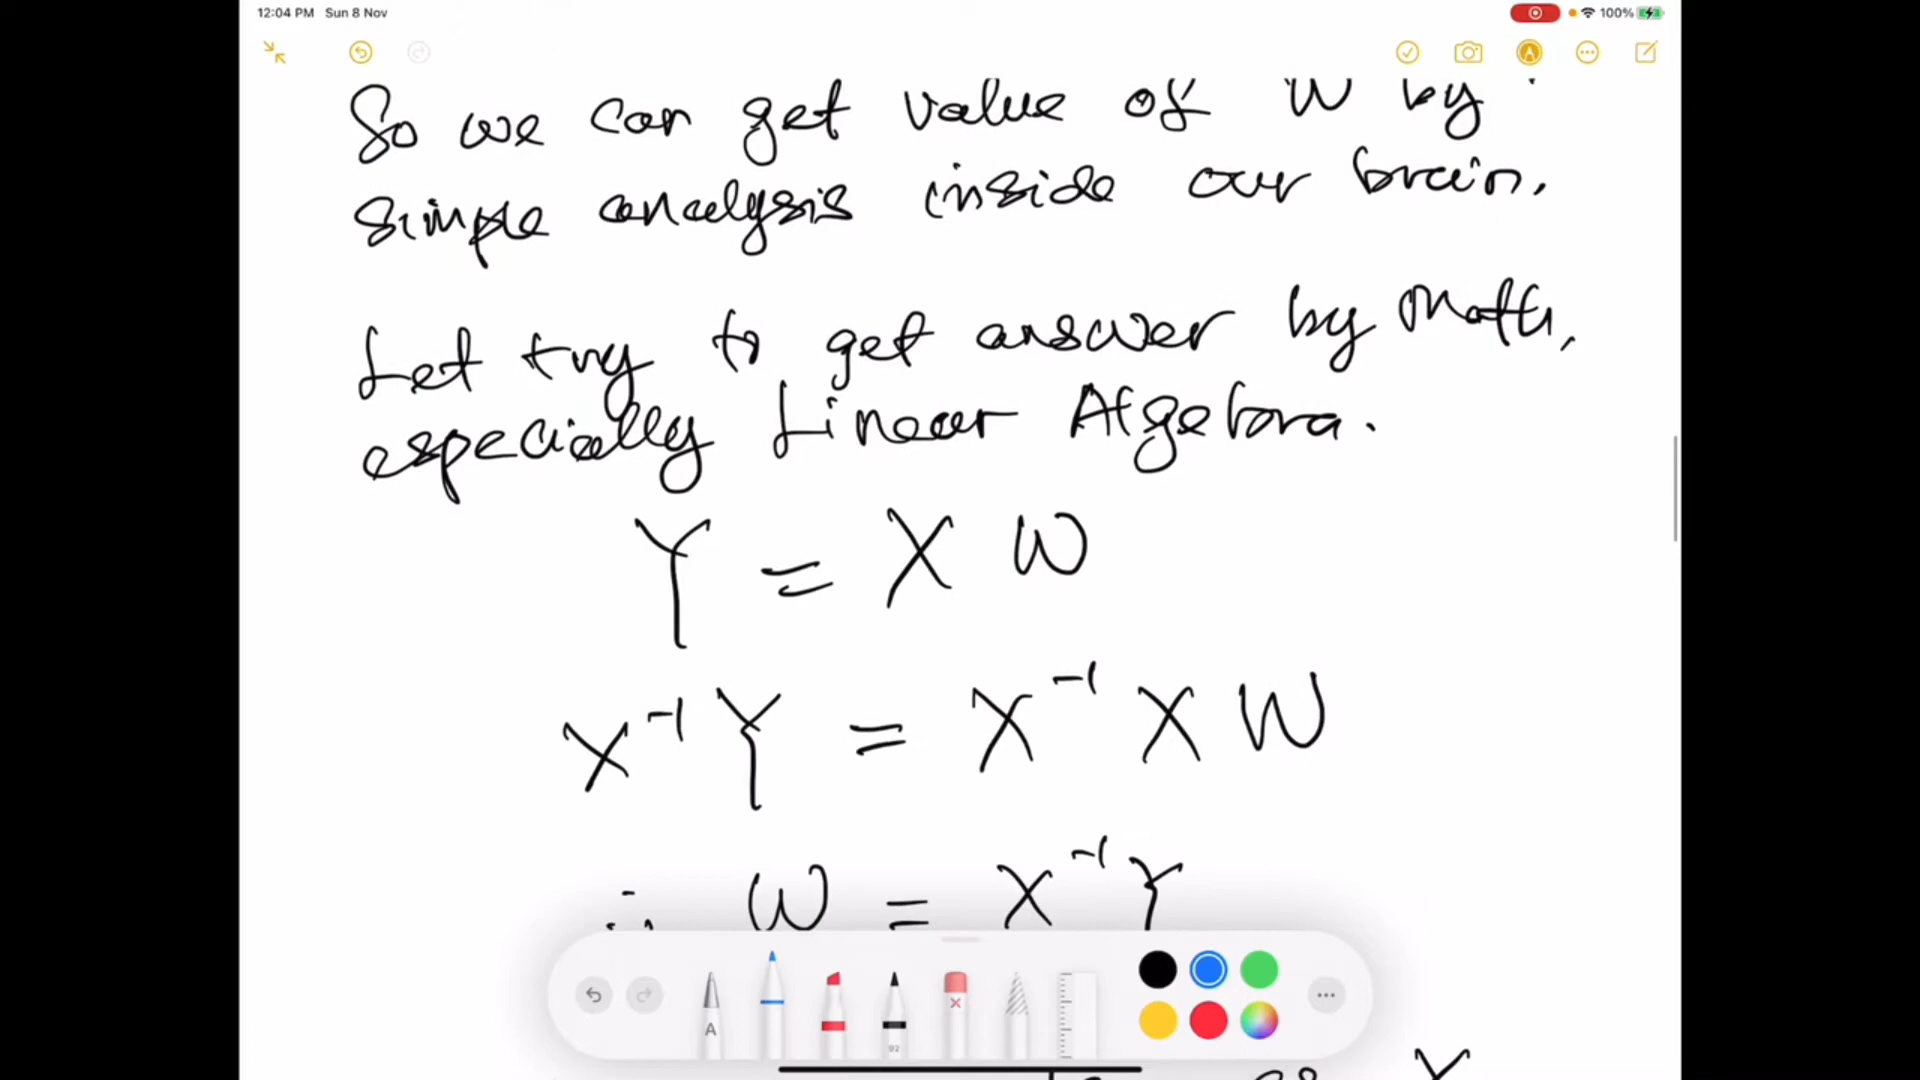 12:04 PM Sun 8 Nov
100%
So we can get value of W by
simple analysis inside our brain.
Let try to get answer by Math,
especially Linear Algebra.
Y = X W
X⁻¹ Y = X⁻¹ X W
∴ W = X⁻¹ Y
A
92